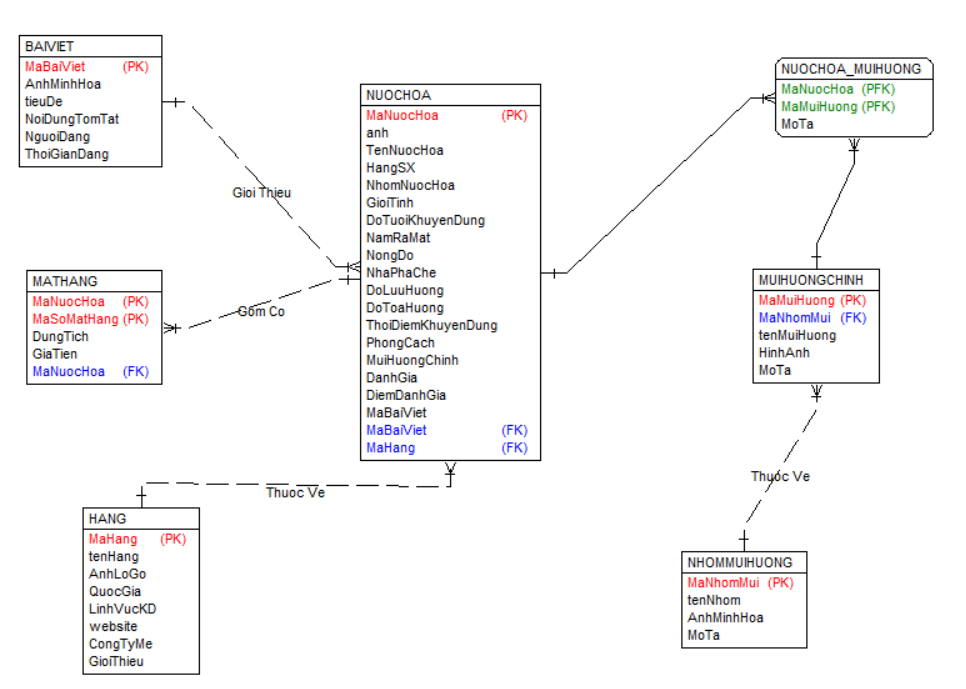 BAIVIET
MaBaiViet (PK)
AnhMinhHoa
tieuDe
NoiDungTomTat
NguoiDang
ThoiGianDang
Gioi Thieu
MATHANG
MaNuocHoa (PK)
MaSoMatHang (PK)
DungTich
GiaTien
MaNuocHoa (FK)
Gom Co
NUOCHOA
MaNuocHoa (PK)
anh
TenNuocHoa
HangSX
NhomNuocHoa
GioiTinh
DoTuoiKhuyenDung
NamRaMat
NongDo
NhaPhaChe
DoLuuHuong
DoToaHuong
ThoiDiemKhuyenDung
PhongCach
MuiHuongChinh
DanhGia
DiemDanhGia
MaBaiViet
MaBaiViet (FK)
MaHang (FK)
Thuoc Ve
HANG
MaHang (PK)
tenHang
AnhLoGo
QuocGia
LinhVucKD
website
CongTyMe
GioiThieu
NUOCHOA_MUIHUONG
MaNuocHoa (PFK)
MaMuiHuong (PFK)
MoTa
MUIHUONGCHINH
MaMuiHuong (PK)
MaNhomMui (FK)
tenMuiHuong
HinhAnh
MoTa
Thuoc Ve
NHOMMUIHUONG
MaNhomMui (PK)
tenNhom
AnhMinhHoa
MoTa